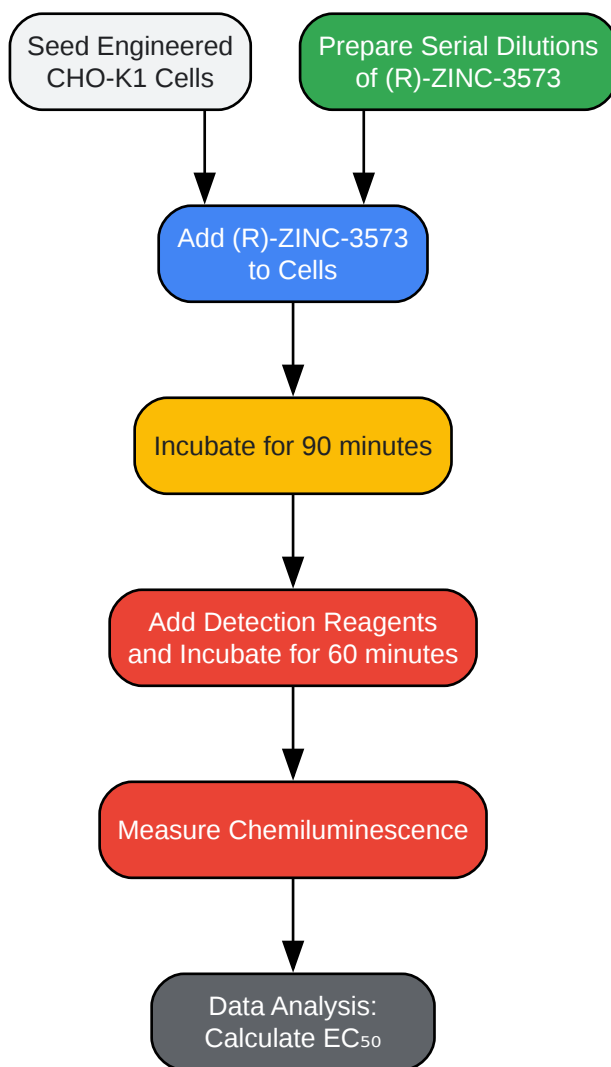 Seed Engineered
CHO-K1 Cells
Prepare Serial Dilutions
of (R)-ZINC-3573
Add (R)-ZINC-3573
to Cells
Incubate for 90 minutes
Add Detection Reagents
and Incubate for 60 minutes
Measure Chemiluminescence
Data Analysis:
Calculate EC₅₀